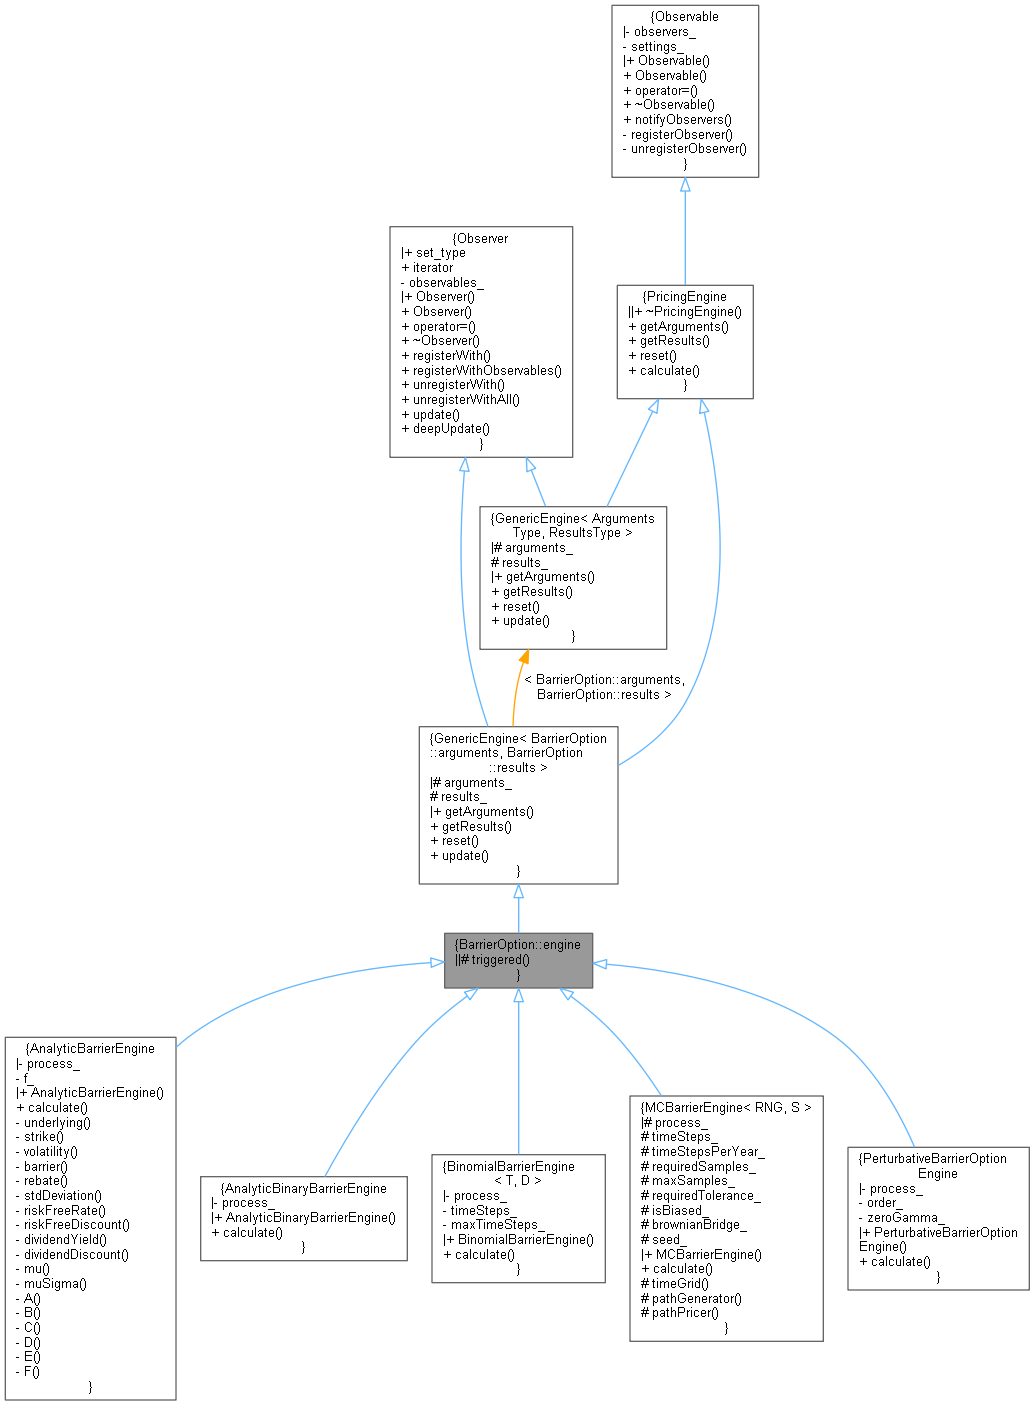 {Observable
|- observers_
- settings_
|+ Observable()
+ Observable()
+ operator=()
+ ~Observable()
+ notifyObservers()
- registerObserver()
- unregisterObserver()
}
{Observer
|+ set_type
+ iterator
- observables_
|+ Observer()
+ Observer()
+ operator=()
+ ~Observer()
+ registerWith()
+ registerWithObservables()
+ unregisterWith()
+ unregisterWithAll()
+ update()
+ deepUpdate()
}
{PricingEngine
||+ ~PricingEngine()
+ getArguments()
+ getResults()
+ reset()
+ calculate()
}
{GenericEngine< Arguments
Type, ResultsType >
|# arguments_
# results_
|+ getArguments()
+ getResults()
+ reset()
+ update()
}
< BarrierOption::arguments,
BarrierOption::results >
{GenericEngine< BarrierOption
::arguments, BarrierOption
::results >
|# arguments_
# results_
|+ getArguments()
+ getResults()
+ reset()
+ update()
}
{BarrierOption::engine
||# triggered()
}
{AnalyticBarrierEngine
|- process_
- f_
|+ AnalyticBarrierEngine()
+ calculate()
- underlying()
- strike()
- volatility()
- barrier()
- rebate()
- stdDeviation()
- riskFreeRate()
- riskFreeDiscount()
- dividendYield()
- dividendDiscount()
- mu()
- muSigma()
- A()
- B()
- C()
- D()
- E()
- F()
}
{AnalyticBinaryBarrierEngine
|- process_
|+ AnalyticBinaryBarrierEngine()
+ calculate()
}
{BinomialBarrierEngine
< T, D >
|- process_
- timeSteps_
- maxTimeSteps_
|+ BinomialBarrierEngine()
+ calculate()
}
{MCBarrierEngine< RNG, S >
|# process_
# timeSteps_
# timeStepsPerYear_
# requiredSamples_
# maxSamples_
# requiredTolerance_
# isBiased_
# brownianBridge_
# seed_
|+ MCBarrierEngine()
+ calculate()
# timeGrid()
# pathGenerator()
# pathPricer()
}
{PerturbativeBarrierOption
Engine
|- process_
- order_
- zeroGamma_
|+ PerturbativeBarrierOption
Engine()
+ calculate()
}